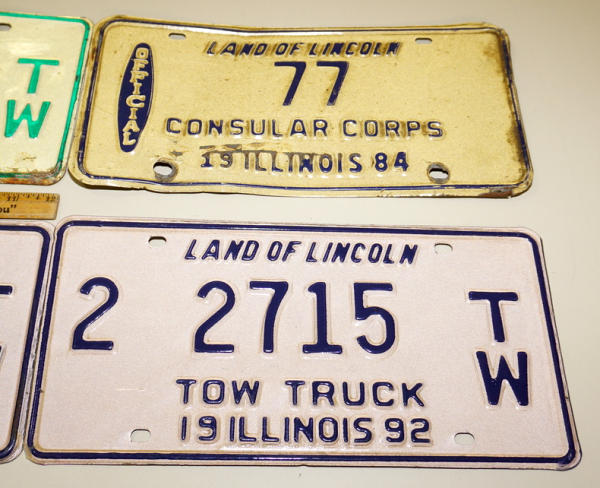 TW
LAND OF LINCOLN
OFFICIAL
77
CONSULAR CORPS
19 ILLINOIS 84
LAND OF LINCOLN
2 2715 TW
TOW TRUCK
19 ILLINOIS 92